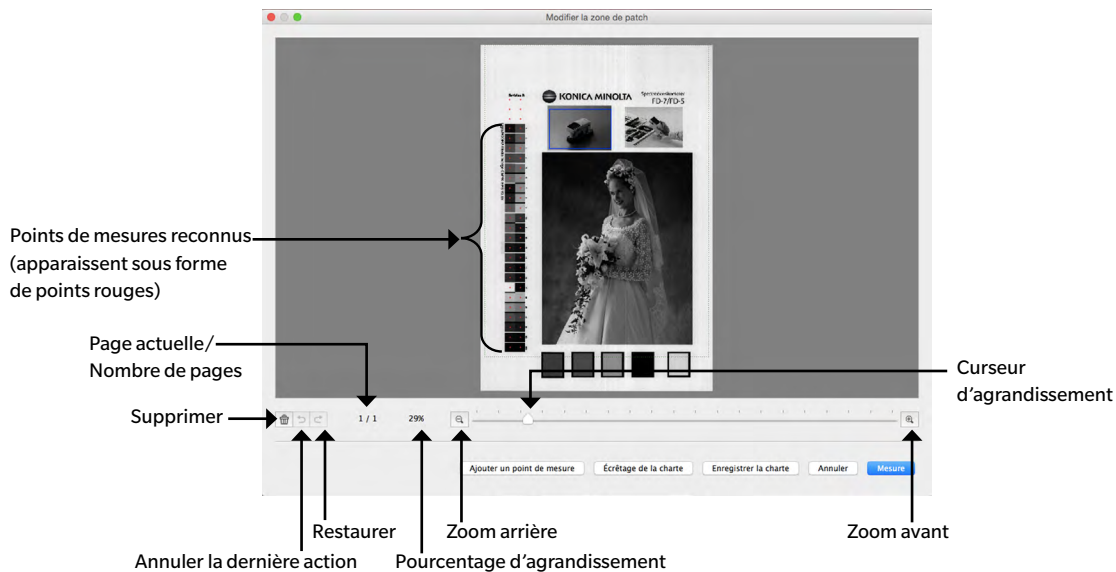 Modifier la zone de patch
KONICA MINOLTA
FD-7/FD-5
Points de mesures reconnus
(apparaissent sous forme
de points rouges)
Page actuelle/
Nombre de pages
Curseur
d'agrandissement
Supprimer
1 / 1
29%
Ajouter un point de mesure
Écrêtage de la charte
Enregistrer la charte
Annuler
Mesure
Restaurer
Zoom arrière
Zoom avant
Annuler la dernière action
Pourcentage d'agrandissement